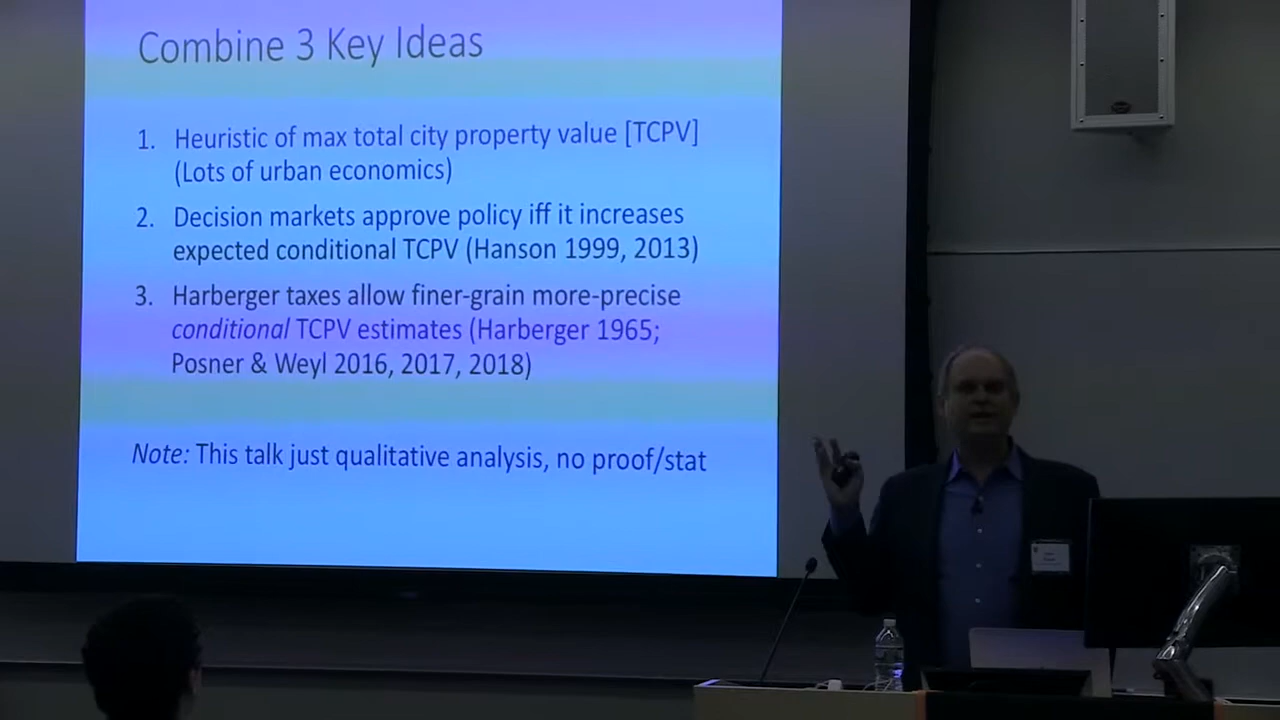 Combine 3 Key Ideas
1. Heuristic of max total city property value [TCPV]
(Lots of urban economics)
2. Decision markets approve policy iff it increases
expected conditional TCPV (Hanson 1999, 2013)
3. Harberger taxes allow finer-grain more-precise
conditional TCPV estimates (Harberger 1965;
Posner & Weyl 2016, 2017, 2018)
Note: This talk just qualitative analysis, no proof/stat